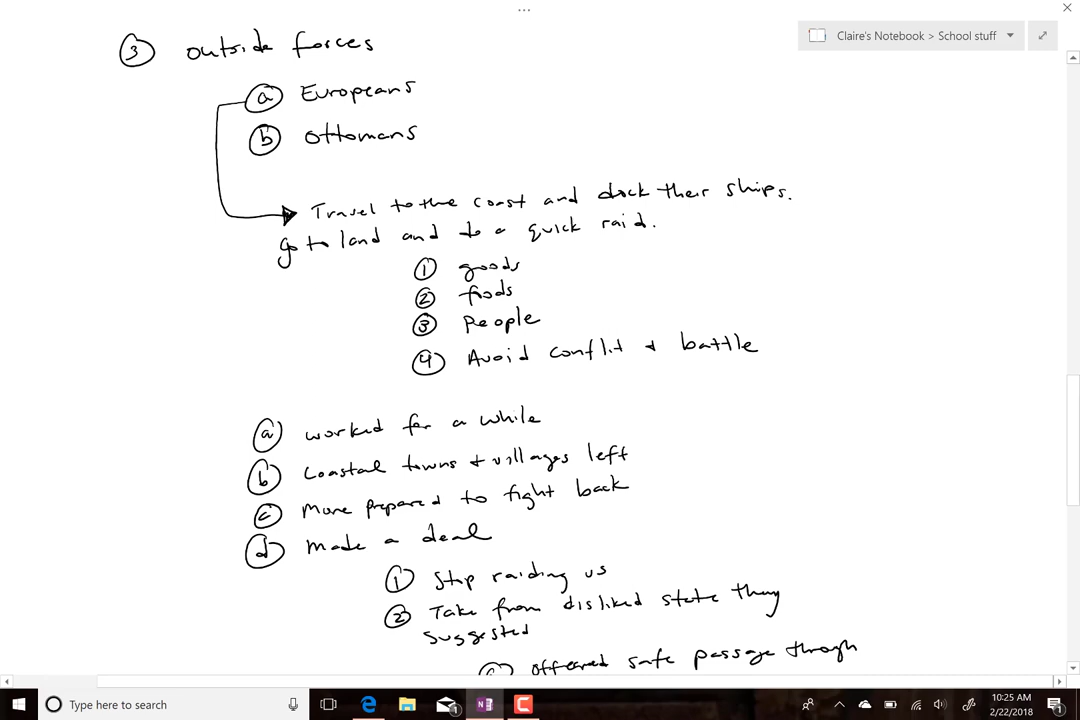 ...
Claire's Notebook > School stuff
③ outside forces
ⓐ Europeans
ⓑ Ottomans
Travel to the coast and dock their ships.
go to land and do a quick raid.
① goods
② foods
③ People
④ Avoid conflit + battle
ⓐ worked for a while
ⓑ Coastal towns + villages left
ⓒ More prepared to fight back
ⓓ Made a deal
① Stop raiding us
② Take from disliked state they
suggested
offered safe passage through
Type here to search
10:25 AM
2/22/2018